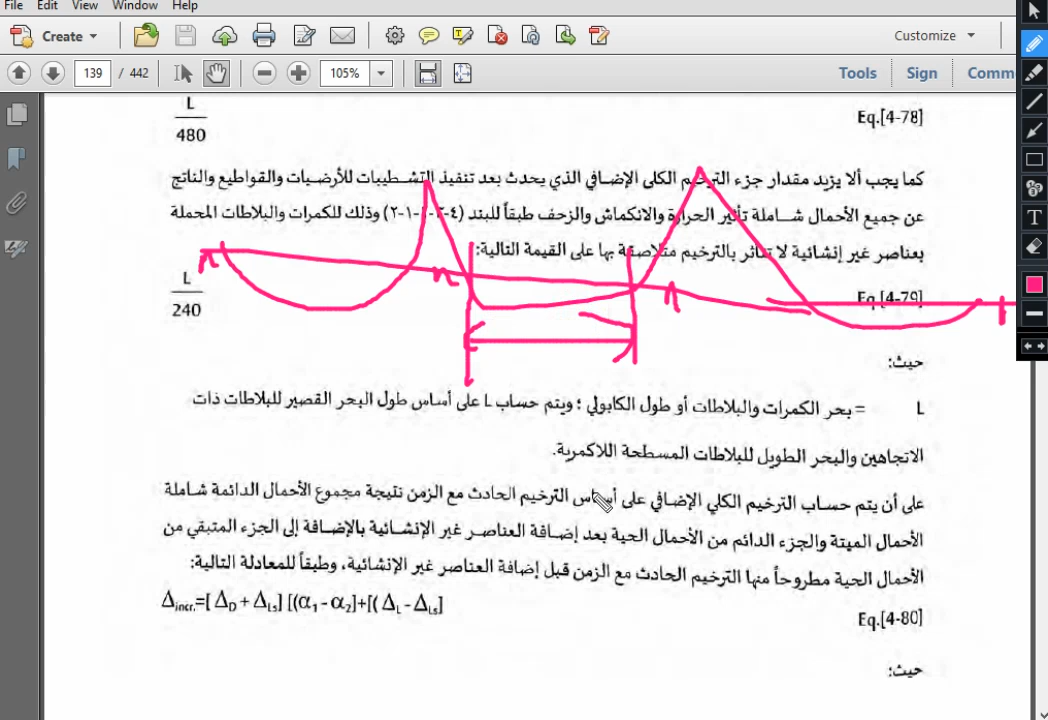 File Edit View Window Help
Create Customize
139 / 442 105% Tools Sign Comm
L
480 Eq.[4-78]
كما يجب ألا يزيد مقدار جزء الترخيم الكلى الإضافي الذي يحدث بعد تنفيذ التشطيبات للأرضيات والقواطيع والناتج
عن جميع الأحمال شاملة تأثير الحرارة والانكماش والزحف طبقاً للبند (٤-٣-١-١-٢) وذلك للكمرات والبلاطات المحملة
بعناصر غير إنشائية لا تتأثر بالترخيم متلاصقة بها على القيمة التالية:
L
240 Eq.[4-79]
حيث:
L = بحر الكمرات والبلاطات أو طول الكابولي ؛ ويتم حساب L على أساس طول البحر القصير للبلاطات ذات
الاتجاهين والبحر الطويل للبلاطات المسطحة اللاكمرية.
على أن يتم حساب الترخيم الكلي الإضافي على أساس الترخيم الحادث مع الزمن نتيجة مجموع الأحمال الدائمة شاملة
الأحمال الميتة والجزء الدائم من الأحمال الحية بعد إضافة العناصر غير الإنشائية بالإضافة إلى الجزء المتبقي من
الأحمال الحية مطروحاً منها الترخيم الحادث مع الزمن قبل إضافة العناصر غير الإنشائية، وطبقاً للمعادلة التالية:
Δincr.=[ ΔD + ΔLs] [(α1 - α2]+[( ΔL - ΔLs]
Eq.[4-80]
حيث: